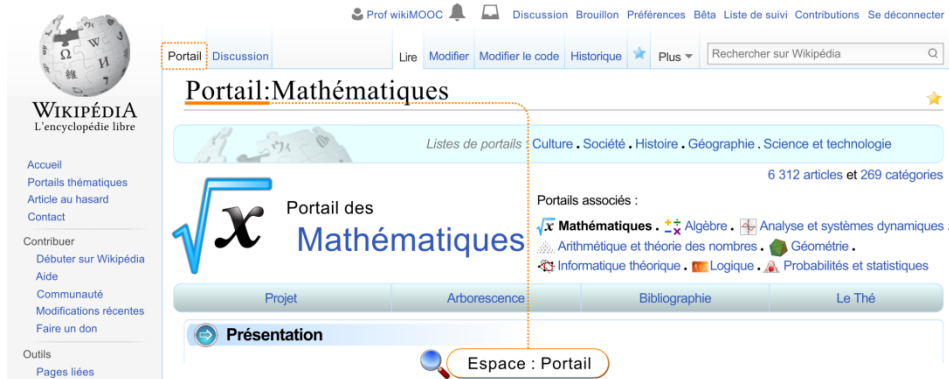 Prof wikiMOOC Discussion Brouillon Préférences Bêta Liste de suivi Contributions Se déconnecter
Portail Discussion Lire Modifier Modifier le code Historique Plus Rechercher sur Wikipédia
Ω W И 維
WIKIPÉDIA
L'encyclopédie libre
Accueil
Portails thématiques
Article au hasard
Contact
Contribuer
Débuter sur Wikipédia
Aide
Communauté
Modifications récentes
Faire un don
Outils
Pages liées
Portail:Mathématiques
Listes de portails : Culture . Société . Histoire . Géographie . Science et technologie
6 312 articles et 269 catégories
√x
Portail des
Mathématiques
Portails associés :
√x Mathématiques . Algèbre . Analyse et systèmes dynamiques .
Arithmétique et théorie des nombres . Géométrie .
Informatique théorique . Logique . Probabilités et statistiques
Projet Arborescence Bibliographie Le Thé
Présentation
Espace : Portail